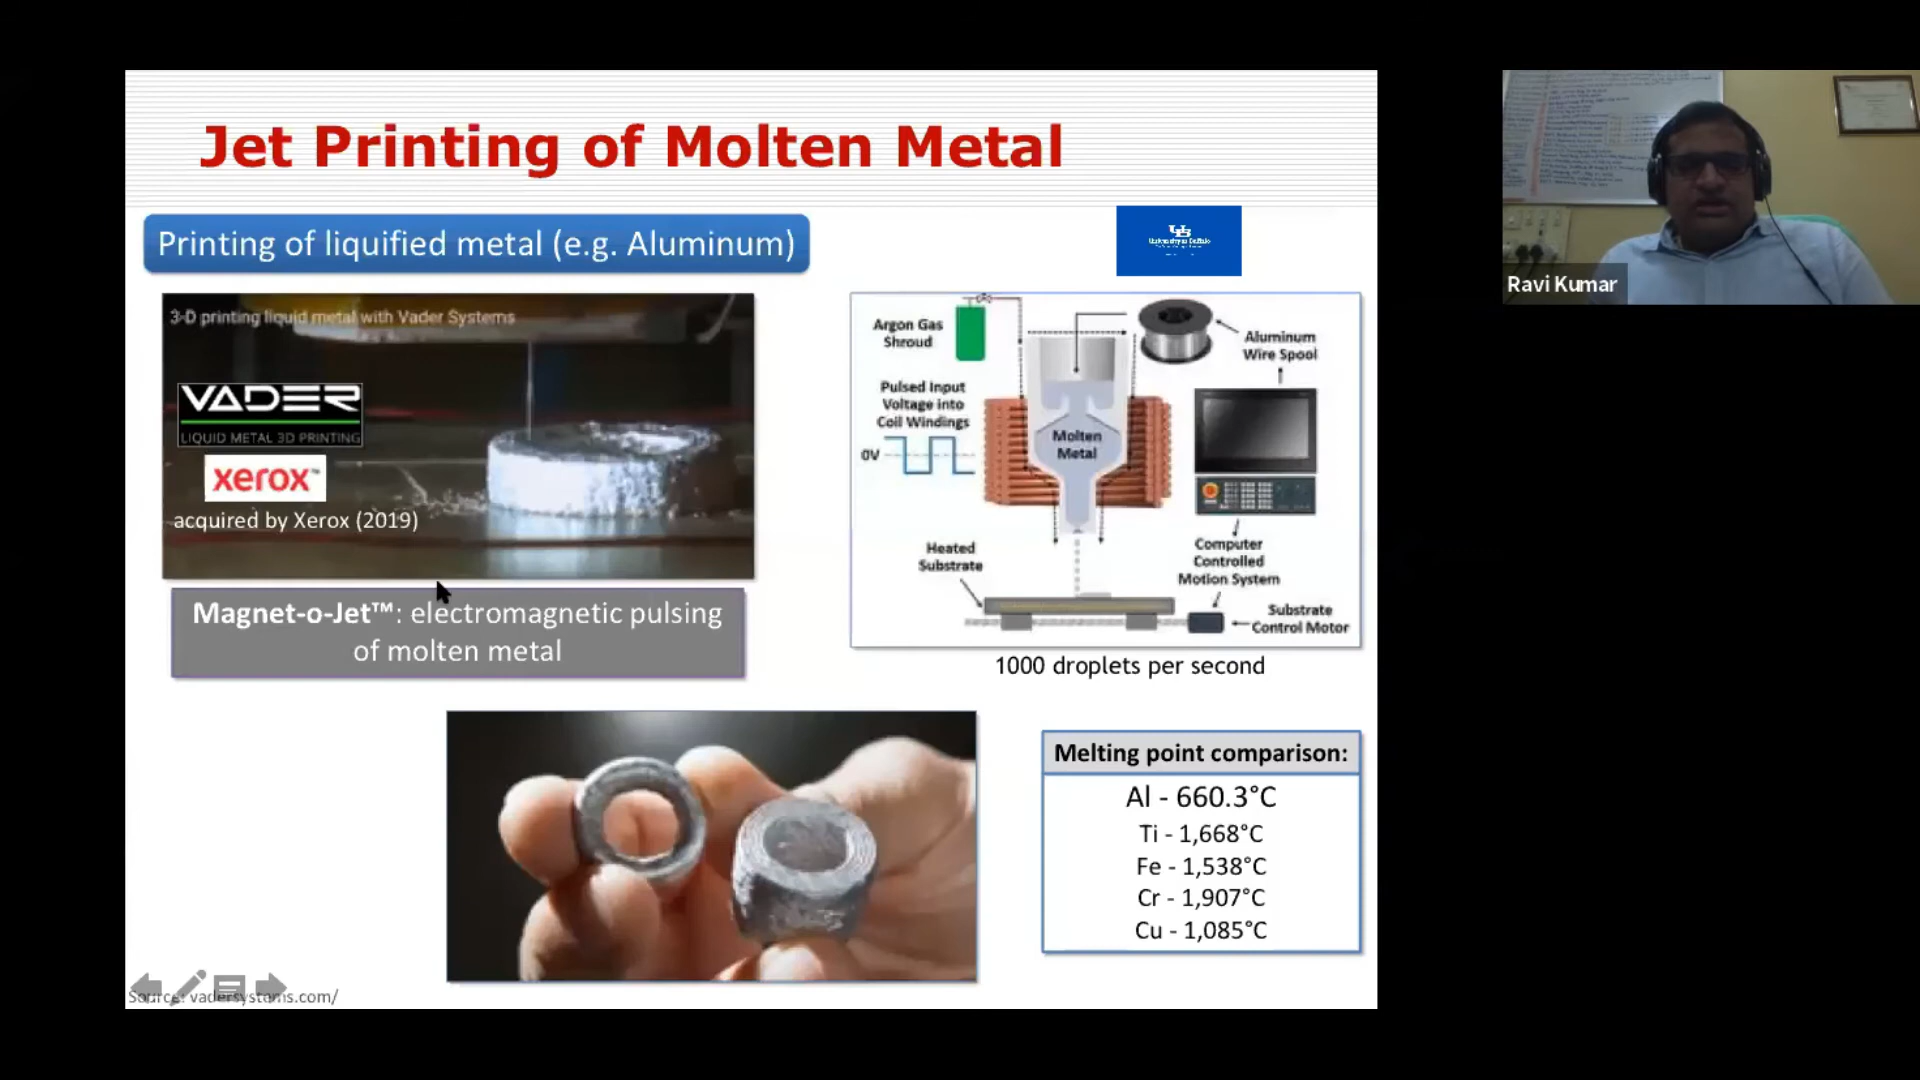 Jet Printing of Molten Metal
Printing of liquified metal (e.g. Aluminum)
UB
3-D printing liquid metal with Vader Systems
VADER
LIQUID METAL 3D PRINTING
xerox™
acquired by Xerox (2019)
Magnet-o-Jet™: electromagnetic pulsing
of molten metal
Argon Gas
Shroud
Aluminum
Wire Spool
Pulsed Input
Voltage into
Coil Windings
0V
Molten
Metal
Heated
Substrate
Computer
Controlled
Motion System
Substrate
Control Motor
1000 droplets per second
Melting point comparison:
Al - 660.3°C
Ti - 1,668°C
Fe - 1,538°C
Cr - 1,907°C
Cu - 1,085°C
Source: vadersystems.com/
Ravi Kumar